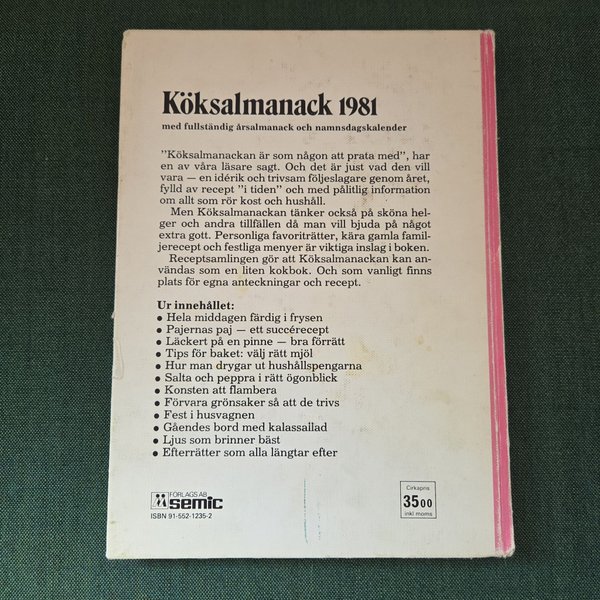 Köksalmanack 1981
med fullständig årsalmanack och namnsdagskalender
"Köksalmanackan är som någon att prata med", har
en av våra läsare sagt. Och det är just vad den vill
vara — en idérik och trivsam följeslagare genom året,
fylld av recept "i tiden" och med pålitlig information
om allt som rör kost och hushåll.
Men Köksalmanackan tänker också på sköna hel-
ger och andra tillfällen då man vill bjuda på något
extra gott. Personliga favoriträtter, kära gamla famil-
jerecept och festliga menyer är viktiga inslag i boken.
Receptsamlingen gör att Köksalmanackan kan an-
vändas som en liten kokbok. Och som vanligt finns
plats för egna anteckningar och recept.
Ur innehållet:
• Hela middagen färdig i frysen
• Pajernas paj — ett succérecept
• Läckert på en pinne — bra förrätt
• Tips för baket: välj rätt mjöl
• Hur man drygar ut hushållspengarna
• Salta och peppra i rätt ögonblick
• Konsten att flambera
• Förvara grönsaker så att de trivs
• Fest i husvagnen
• Gåendes bord med kalassallad
• Ljus som brinner bäst
• Efterrätter som alla längtar efter
FÖRLAGS AB
semic
ISBN 91-552-1235-2
Cirkapris
3500
inkl moms